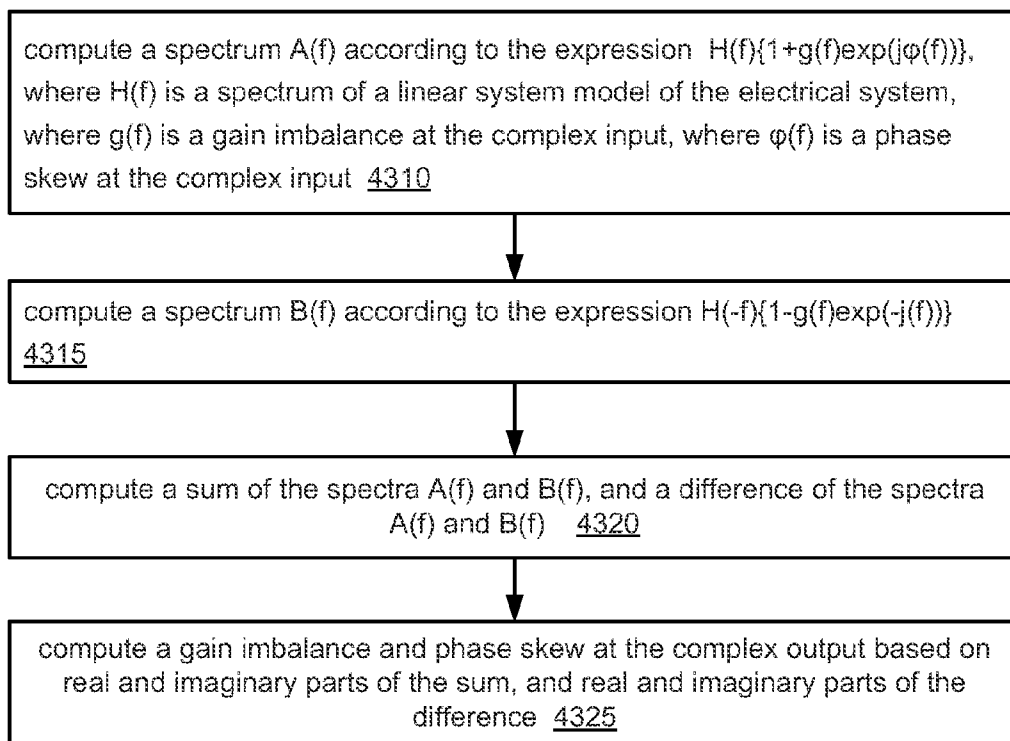 compute a spectrum A(f) according to the expression H(f){1+g(f)exp(jφ(f))},
where H(f) is a spectrum of a linear system model of the electrical system,
where g(f) is a gain imbalance at the complex input, where φ(f) is a phase
skew at the complex input 4310
compute a spectrum B(f) according to the expression H(-f){1-g(f)exp(-j(f))}
4315
compute a sum of the spectra A(f) and B(f), and a difference of the spectra
A(f) and B(f) 4320
compute a gain imbalance and phase skew at the complex output based on
real and imaginary parts of the sum, and real and imaginary parts of the
difference 4325